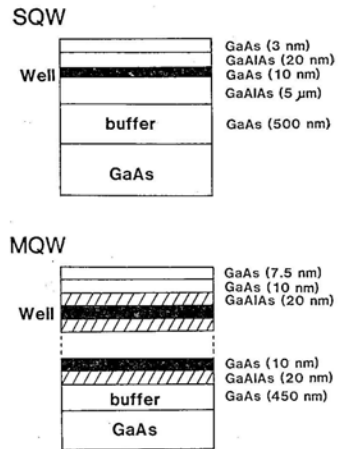 SQW
GaAs (3 nm)
GaAlAs (20 nm)
Well
GaAs (10 nm)
GaAlAs (5 µm)
buffer
GaAs (500 nm)
GaAs
MQW
GaAs (7.5 nm)
GaAs (10 nm)
GaAlAs (20 nm)
Well
GaAs (10 nm)
GaAlAs (20 nm)
buffer
GaAs (450 nm)
GaAs